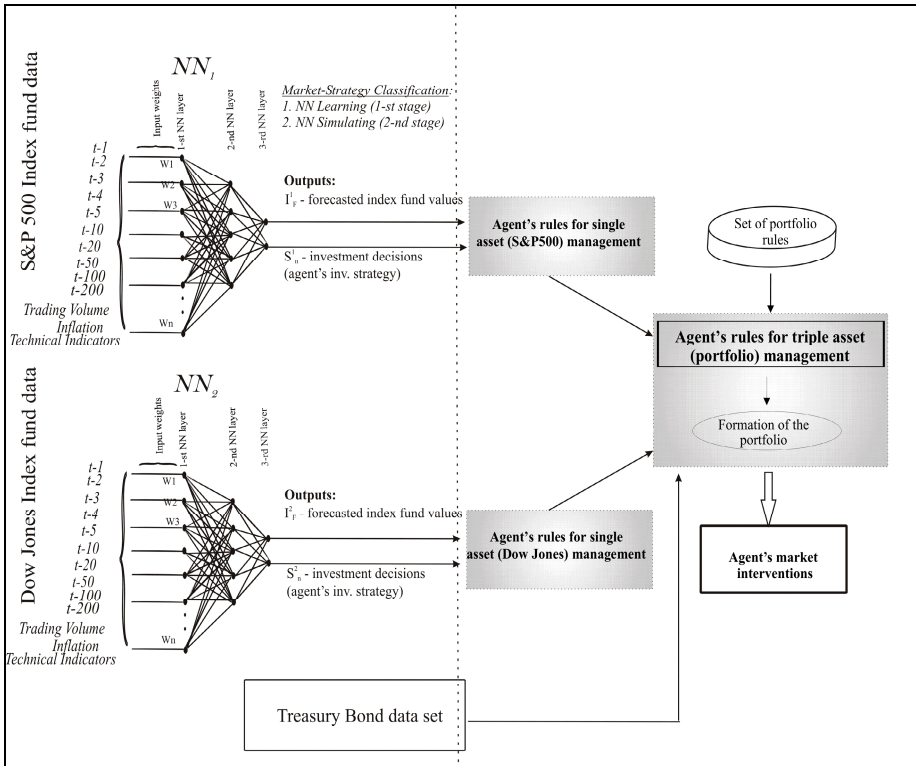 S&P 500 Index fund data
NN1
Input weights
1-st NN layer
2-nd NN layer
3-rd NN layer
Market-Strategy Classification:
1. NN Learning (1-st stage)
2. NN Simulating (2-nd stage)
t-1
t-2
t-3
t-4
t-5
t-10
t-20
t-50
t-100
t-200
Trading Volume
Inflation
Technical Indicators
W1
W2
W3
Wn
Outputs:
I¹F - forecasted index fund values
S¹n - investment decisions
(agent's inv. strategy)
Agent's rules for single
asset (S&P500) management
Set of portfolio
rules
Agent's rules for triple asset
(portfolio) management
Formation of the
portfolio
Agent's market
interventions
Dow Jones Index fund data
NN2
Input weights
1-st NN layer
2-nd NN layer
3-rd NN layer
t-1
t-2
t-3
t-4
t-5
t-10
t-20
t-50
t-100
t-200
Trading Volume
Inflation
Technical Indicators
W1
W2
W3
Wn
Outputs:
I²F - forecasted index fund values
S²n - investment decisions
(agent's inv. strategy)
Agent's rules for single
asset (Dow Jones) management
Treasury Bond data set